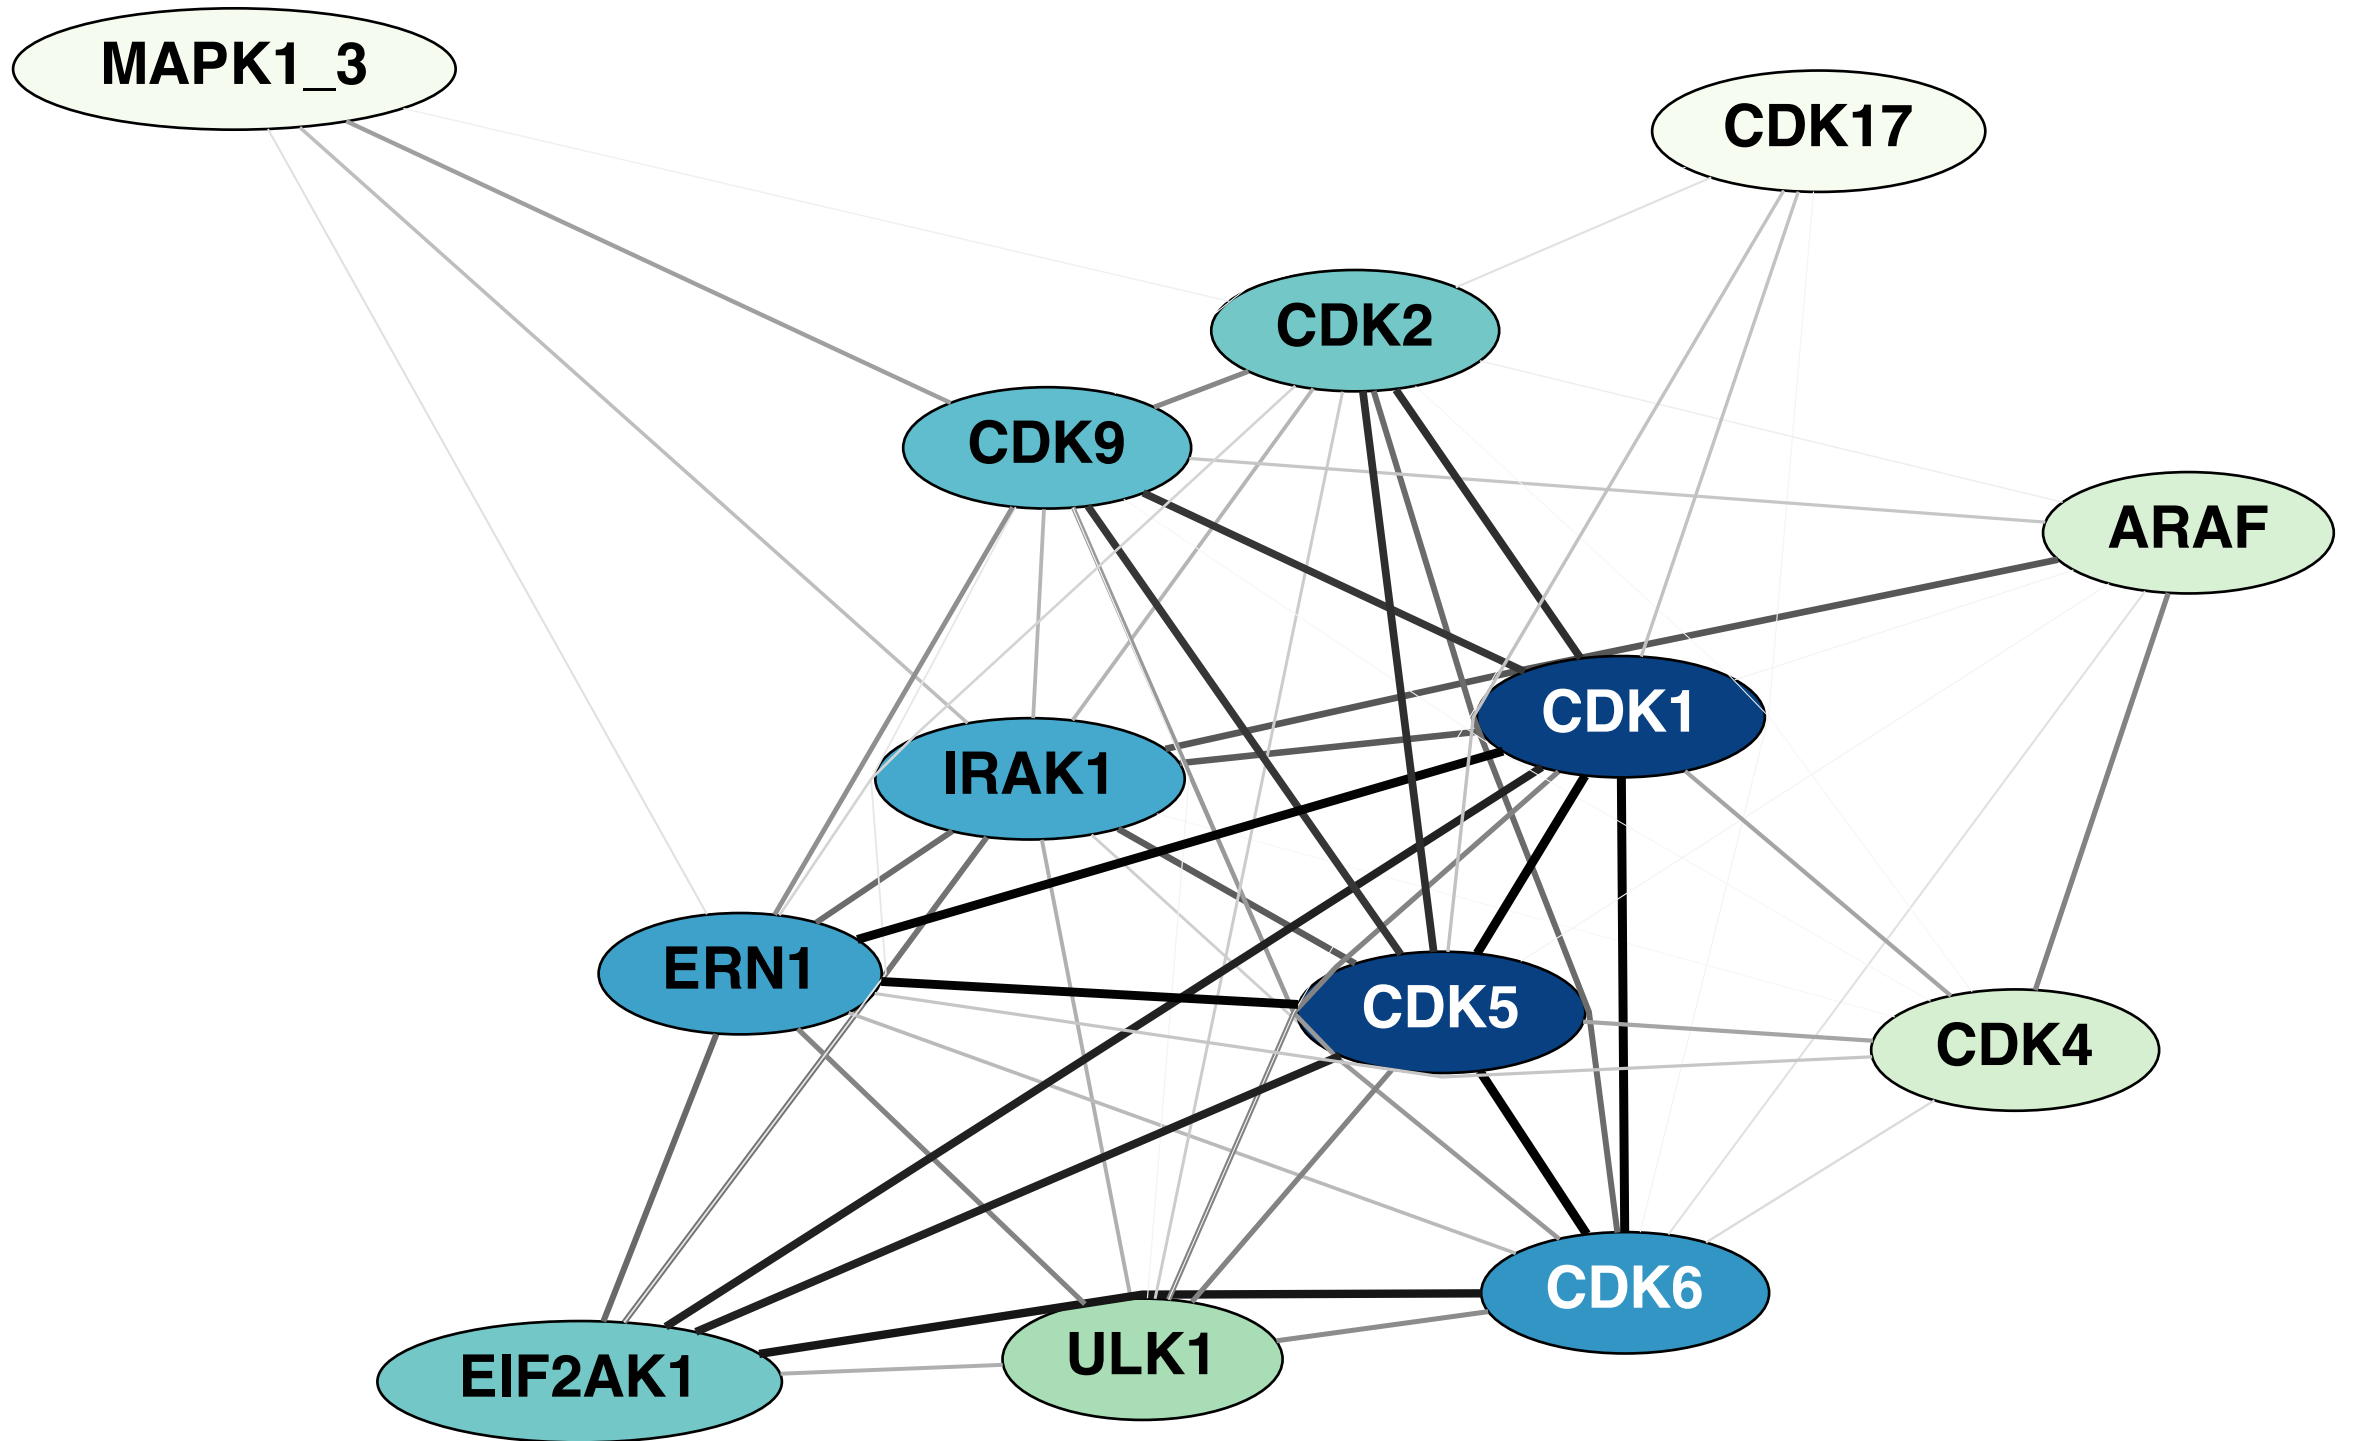 MAPK1_3
CDK17
CDK2
CDK9
ARAF
CDK1
IRAK1
ERN1
CDK5
CDK4
CDK6
ULK1
EIF2AK1